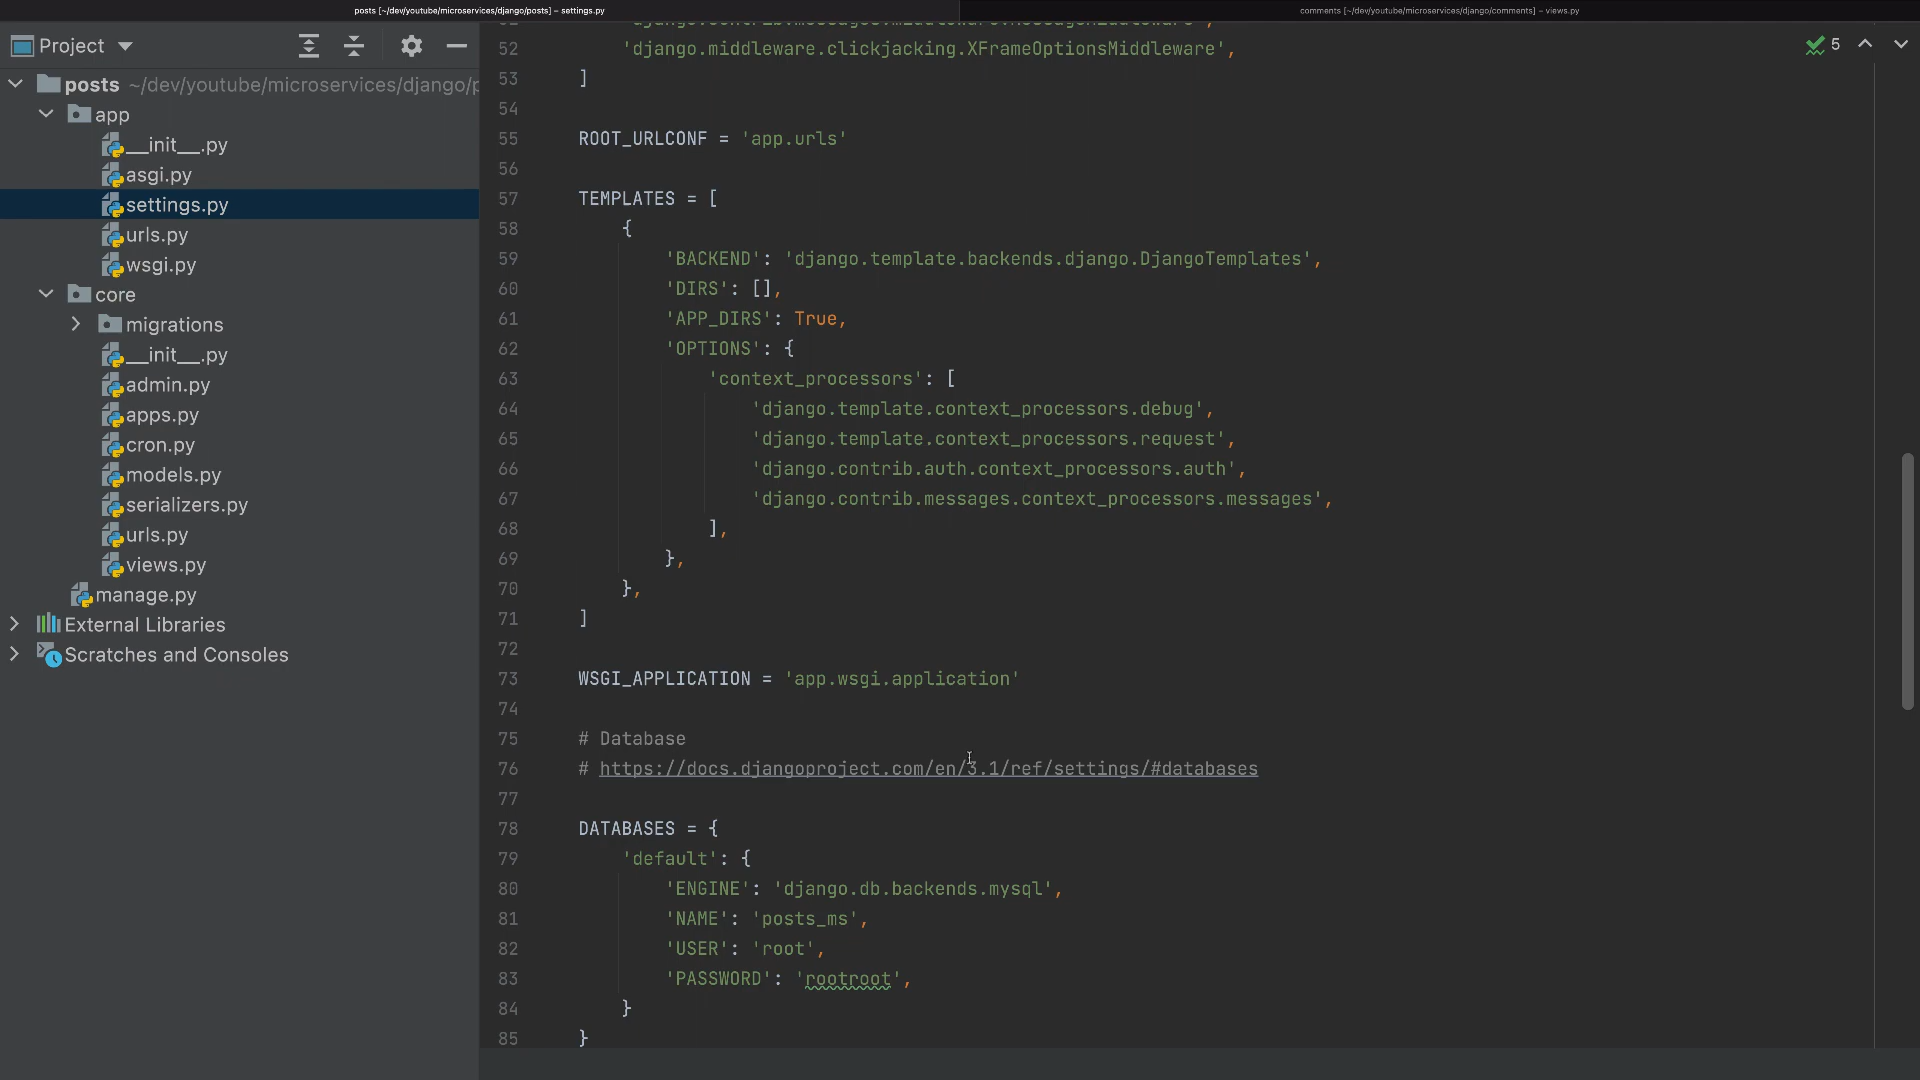 posts [~/dev/youtube/microservices/django/posts] – settings.py
comments [~/dev/youtube/microservices/django/comments] – views.py
Project
5
posts ~/dev/youtube/microservices/django/p
app
__init__.py
asgi.py
settings.py
urls.py
wsgi.py
core
migrations
__init__.py
admin.py
apps.py
cron.py
models.py
serializers.py
urls.py
views.py
manage.py
External Libraries
Scratches and Consoles
52 'django.middleware.clickjacking.XFrameOptionsMiddleware',
53 ]
54
55 ROOT_URLCONF = 'app.urls'
56
57 TEMPLATES = [
58 {
59 'BACKEND': 'django.template.backends.django.DjangoTemplates',
60 'DIRS': [],
61 'APP_DIRS': True,
62 'OPTIONS': {
63 'context_processors': [
64 'django.template.context_processors.debug',
65 'django.template.context_processors.request',
66 'django.contrib.auth.context_processors.auth',
67 'django.contrib.messages.context_processors.messages',
68 ],
69 },
70 },
71 ]
72
73 WSGI_APPLICATION = 'app.wsgi.application'
74
75 # Database
76 # https://docs.djangoproject.com/en/3.1/ref/settings/#databases
77
78 DATABASES = {
79 'default': {
80 'ENGINE': 'django.db.backends.mysql',
81 'NAME': 'posts_ms',
82 'USER': 'root',
83 'PASSWORD': 'rootroot',
84 }
85 }